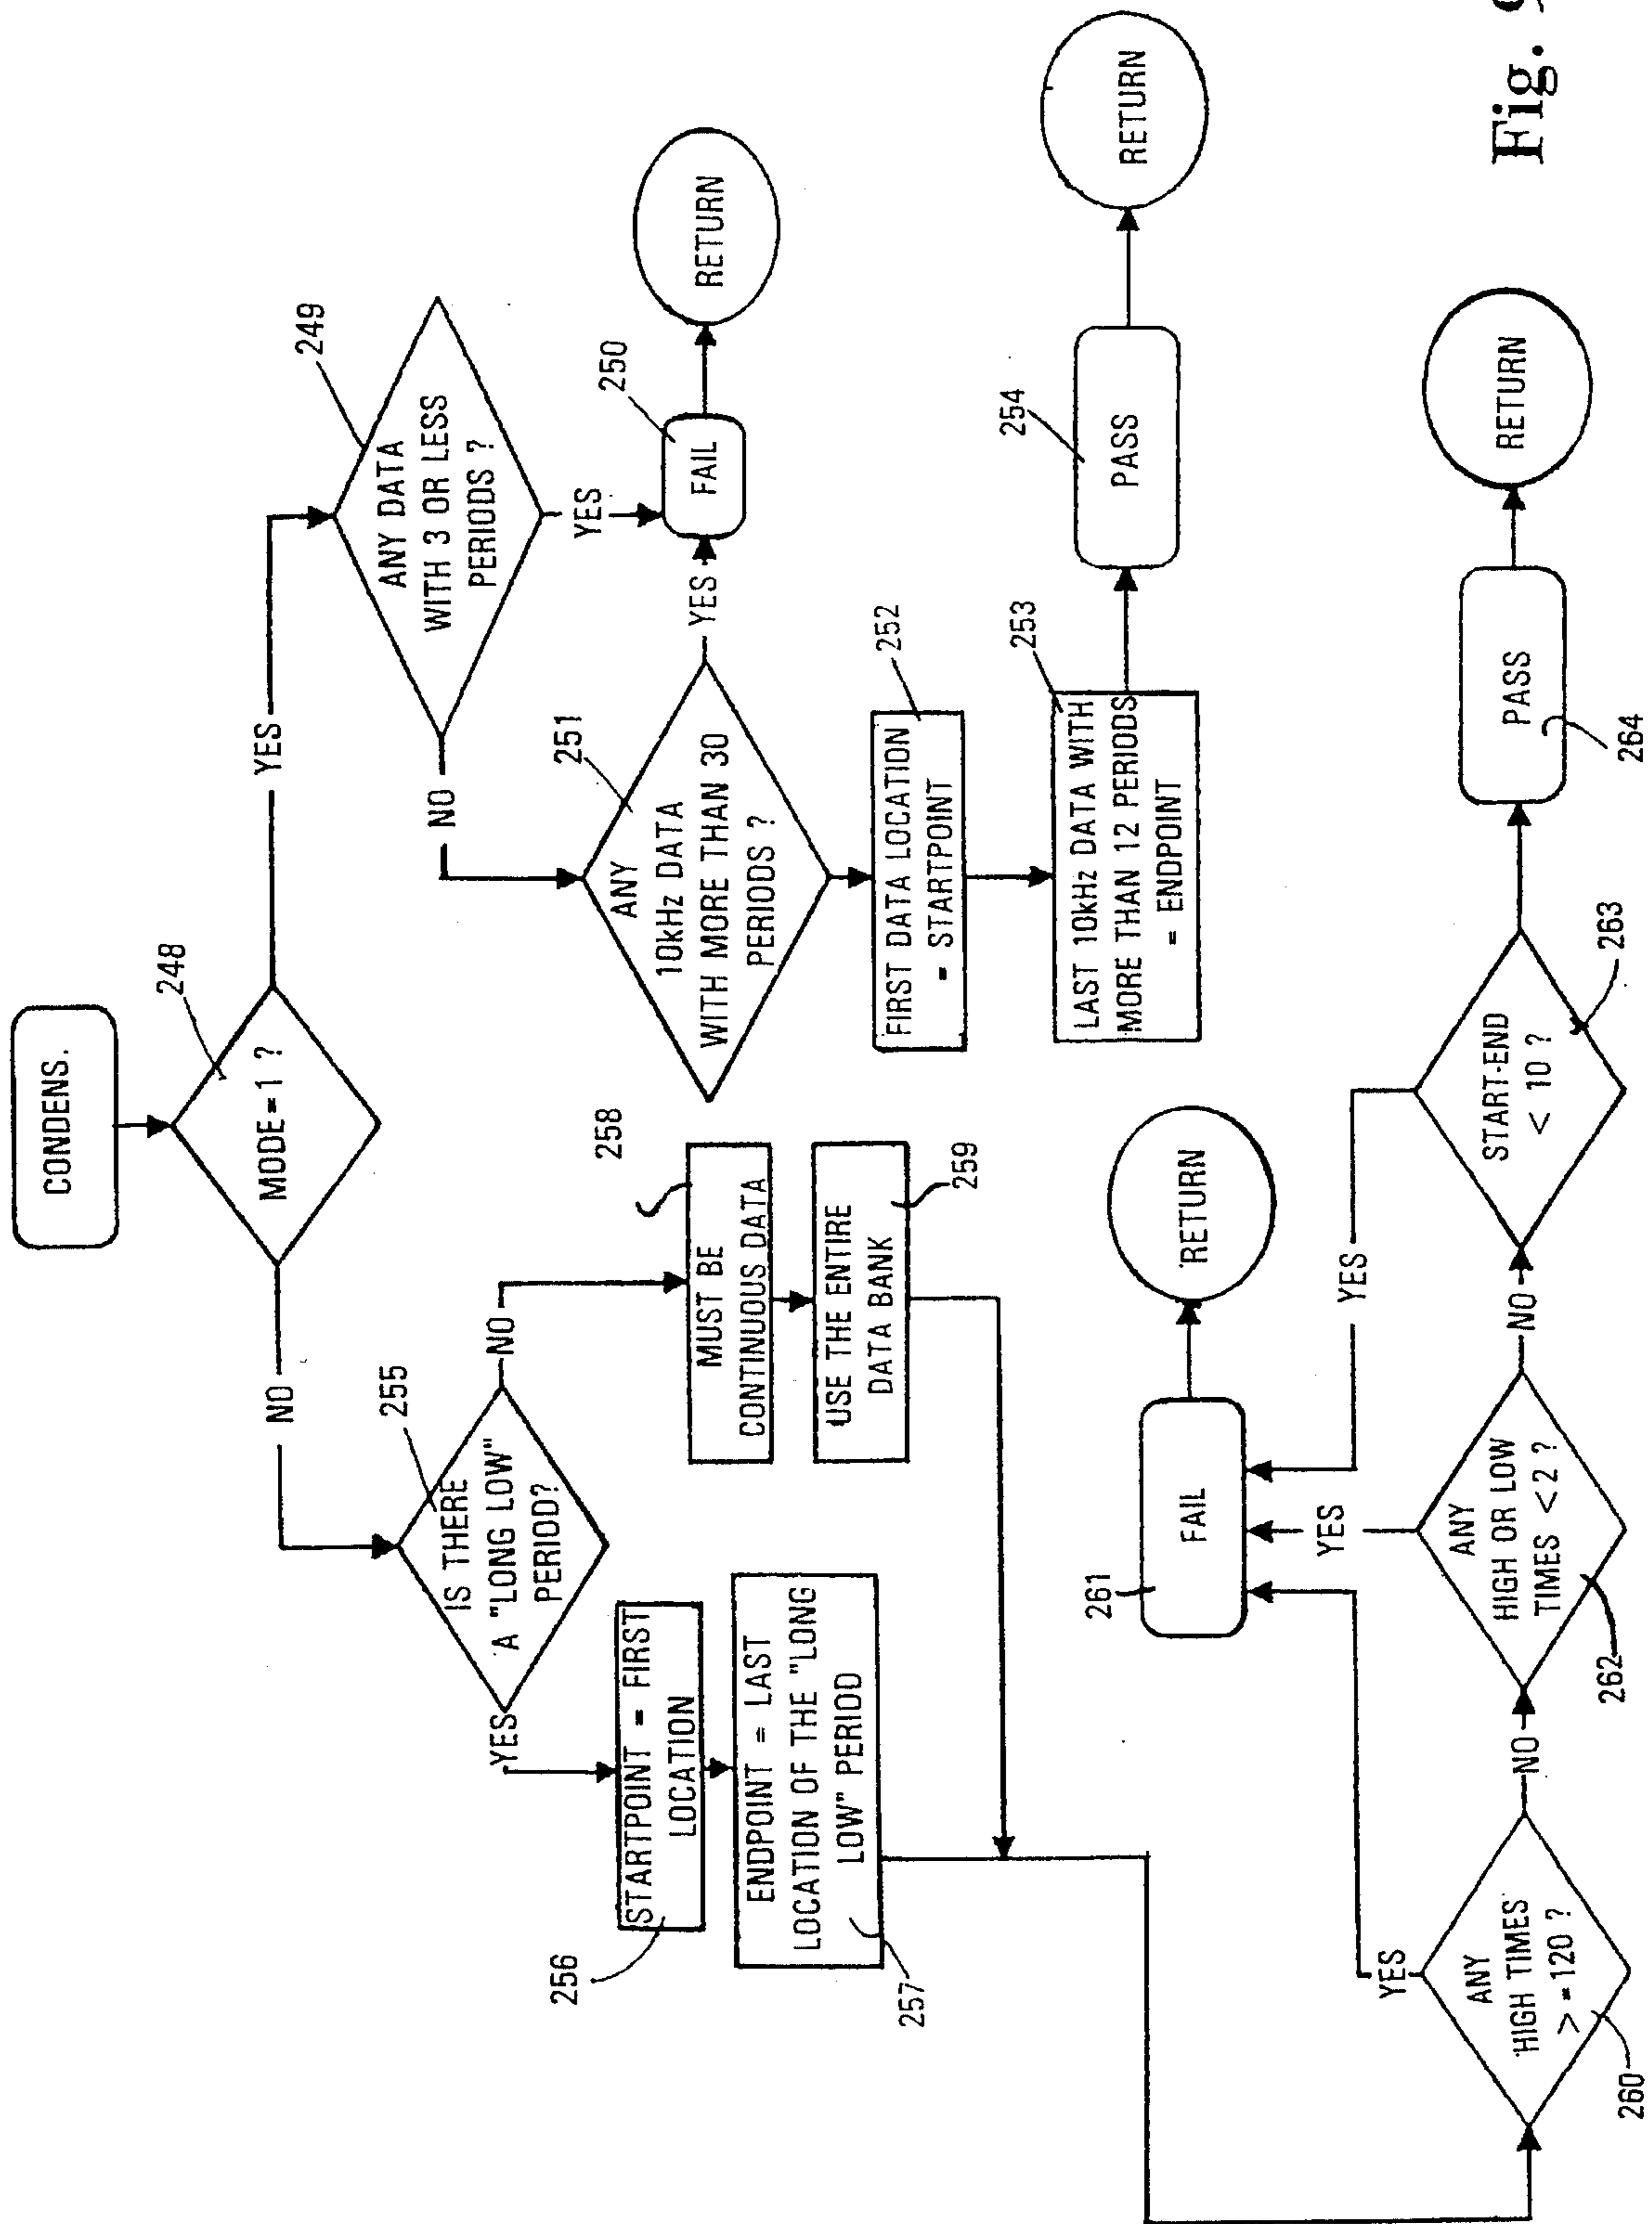 CONDENS.
248
MODE=1 ?
YES
NO
249
ANY DATA
WITH 3 OR LESS
PERIODS ?
YES
NO
250
FAIL
RETURN
251
ANY
10kHz DATA
WITH MORE THAN 30
PERIODS ?
YES
252
FIRST DATA LOCATION
= STARTPOINT
253
LAST 10kHz DATA WITH
MORE THAN 12 PERIODS
= ENDPOINT
254
PASS
RETURN
255
IS THERE
A "LONG LOW"
PERIOD?
YES
NO
256
STARTPOINT = FIRST
LOCATION
257
ENDPOINT = LAST
LOCATION OF THE "LONG
LOW" PERIOD
258
MUST BE
CONTINUOUS DATA
259
USE THE ENTIRE
DATA BANK
260
ANY
HIGH TIMES
>=120 ?
YES
NO
261
FAIL
RETURN
262
ANY
HIGH OR LOW
TIMES <2 ?
YES
NO
263
START-END
< 10 ?
YES
264
PASS
RETURN
Fig.